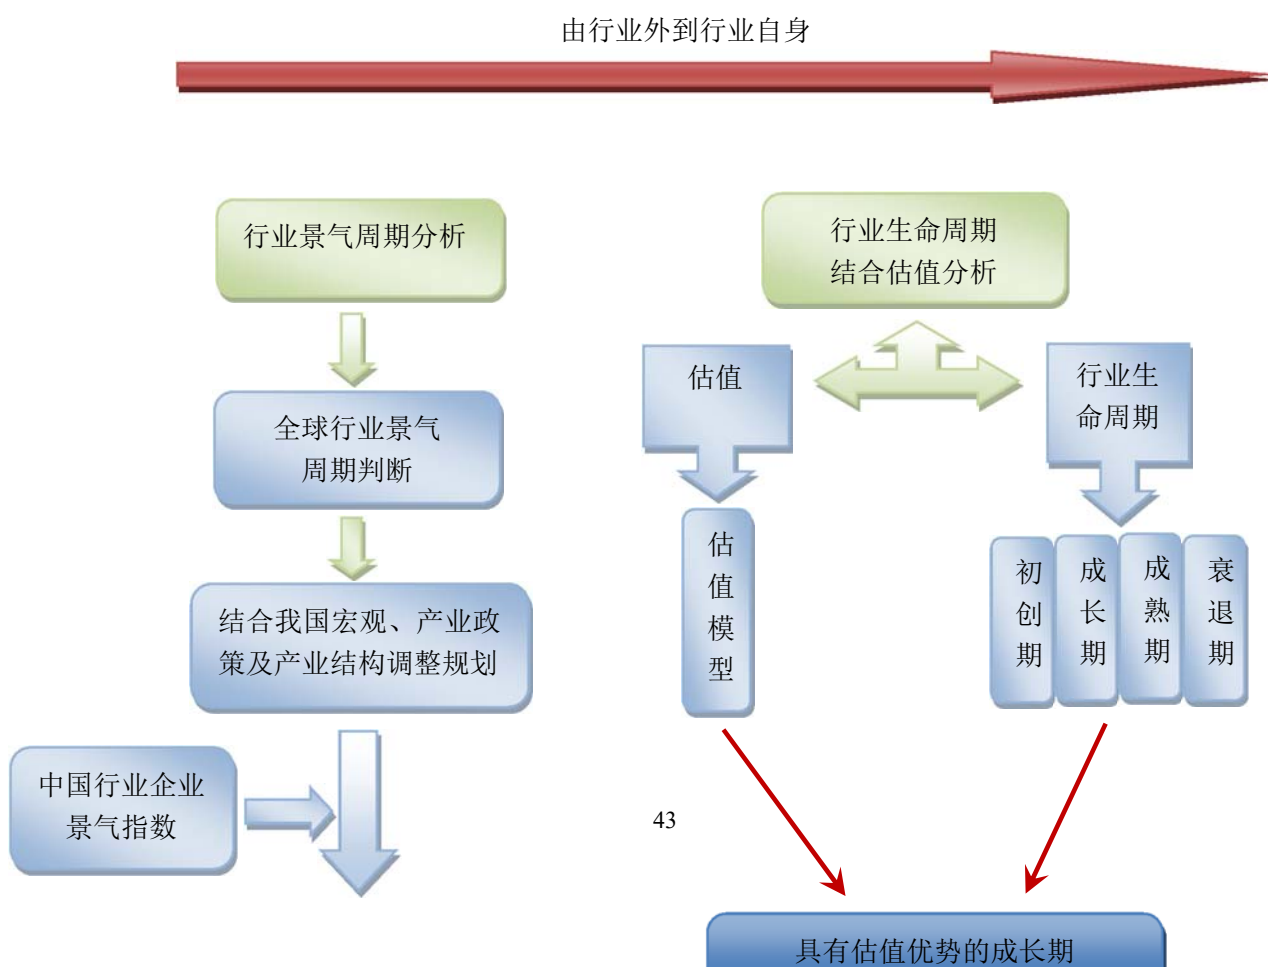 由行业外到行业自身
行业景气周期分析
全球行业景气
周期判断
结合我国宏观、产业政
策及产业结构调整规划
中国行业企业
景气指数
行业生命周期
结合估值分析
估值
行业生
命周期
估值模型
初创期
成长期
成熟期
衰退期
43
具有估值优势的成长期